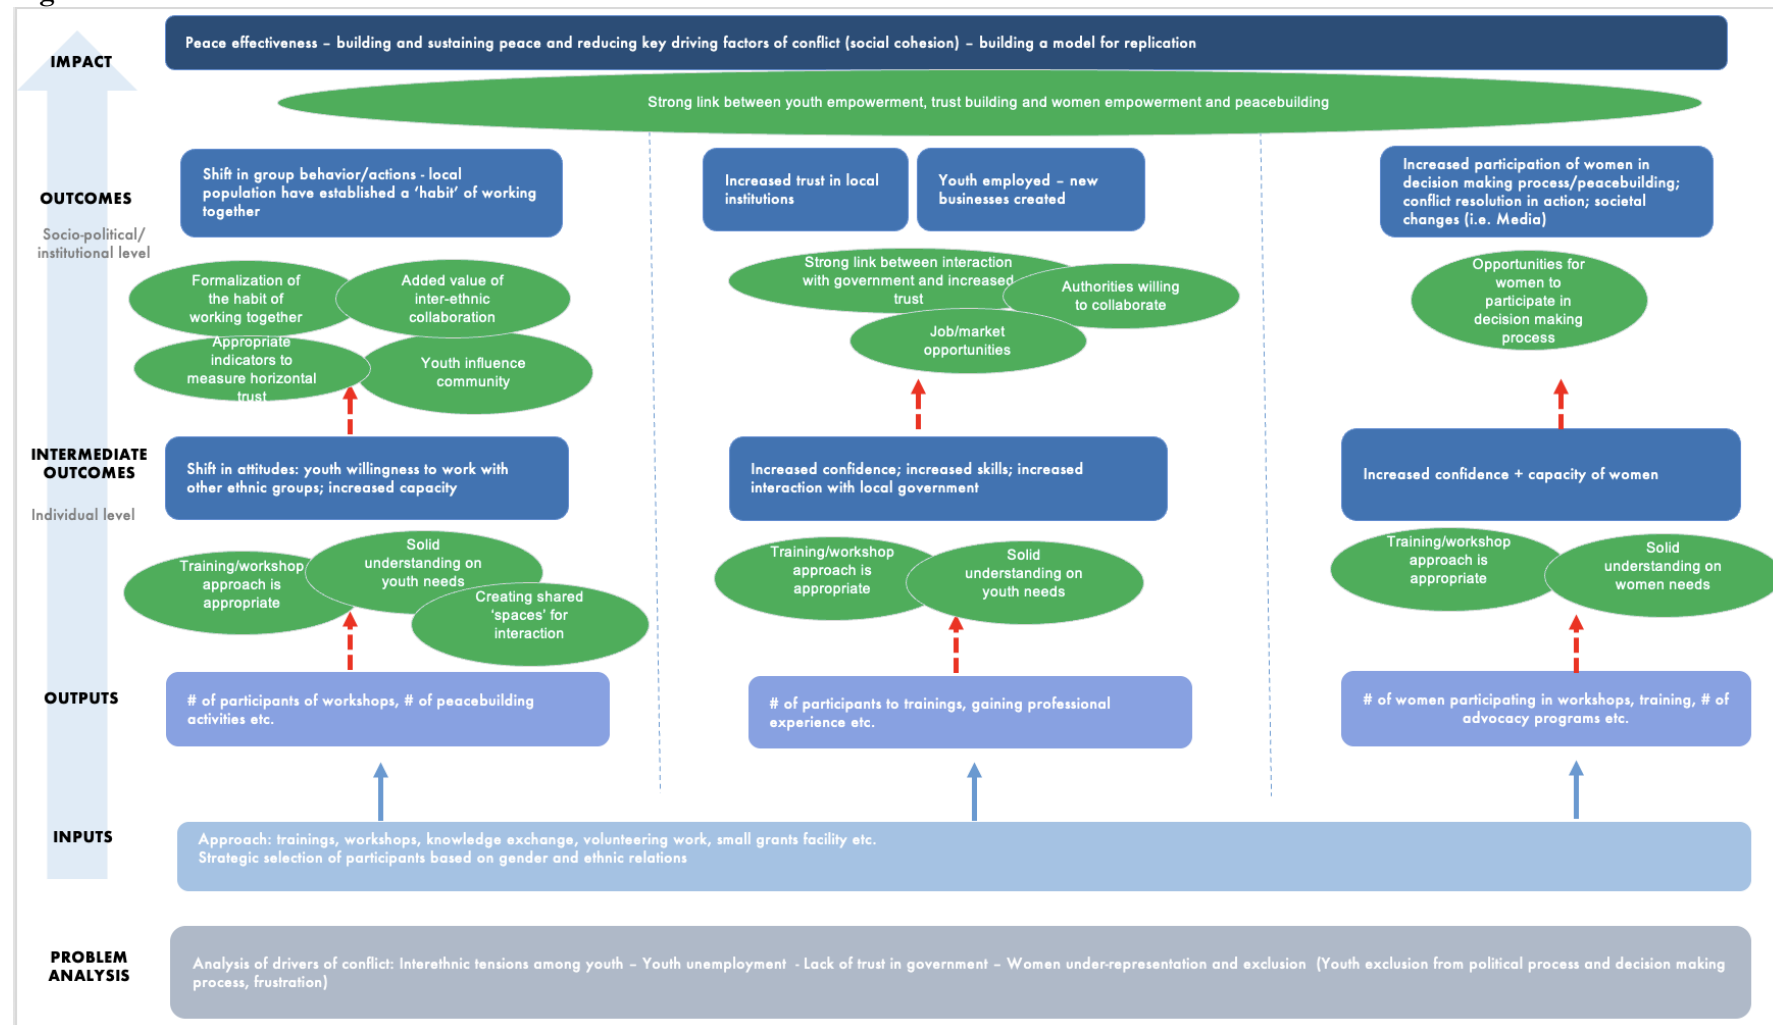 IMPACT
Peace effectiveness – building and sustaining peace and reducing key driving factors of conflict (social cohesion) – building a model for replication
Strong link between youth empowerment, trust building and women empowerment and peacebuilding
OUTCOMES
Socio-political/
institutional level
Shift in group behavior/actions - local
population have established a ‘habit’ of working
together
Increased trust in local
institutions
Youth employed – new
businesses created
Increased participation of women in
decision making process/peacebuilding;
conflict resolution in action; societal
changes (i.e. Media)
Formalization of
the habit of
working together
Added value of
inter-ethnic
collaboration
Appropriate
indicators to
measure horizontal
trust
Youth influence
community
Strong link between interaction
with government and increased
trust
Authorities willing
to collaborate
Job/market
opportunities
Opportunities for
women to
participate in
decision making
process
INTERMEDIATE
OUTCOMES
Individual level
Shift in attitudes: youth willingness to work with
other ethnic groups; increased capacity
Increased confidence; increased skills; increased
interaction with local government
Increased confidence + capacity of women
Training/workshop
approach is
appropriate
Solid
understanding on
youth needs
Creating shared
‘spaces’ for
interaction
Training/workshop
approach is
appropriate
Solid
understanding on
youth needs
Training/workshop
approach is
appropriate
Solid
understanding on
women needs
OUTPUTS
# of participants of workshops, # of peacebuilding
activities etc.
# of participants to trainings, gaining professional
experience etc.
# of women participating in workshops, training, # of
advocacy programs etc.
INPUTS
Approach: trainings, workshops, knowledge exchange, volunteering work, small grants facility etc.
Strategic selection of participants based on gender and ethnic relations
PROBLEM
ANALYSIS
Analysis of drivers of conflict: Interethnic tensions among youth – Youth unemployment - Lack of trust in government – Women under-representation and exclusion (Youth exclusion from political process and decision making
process, frustration)